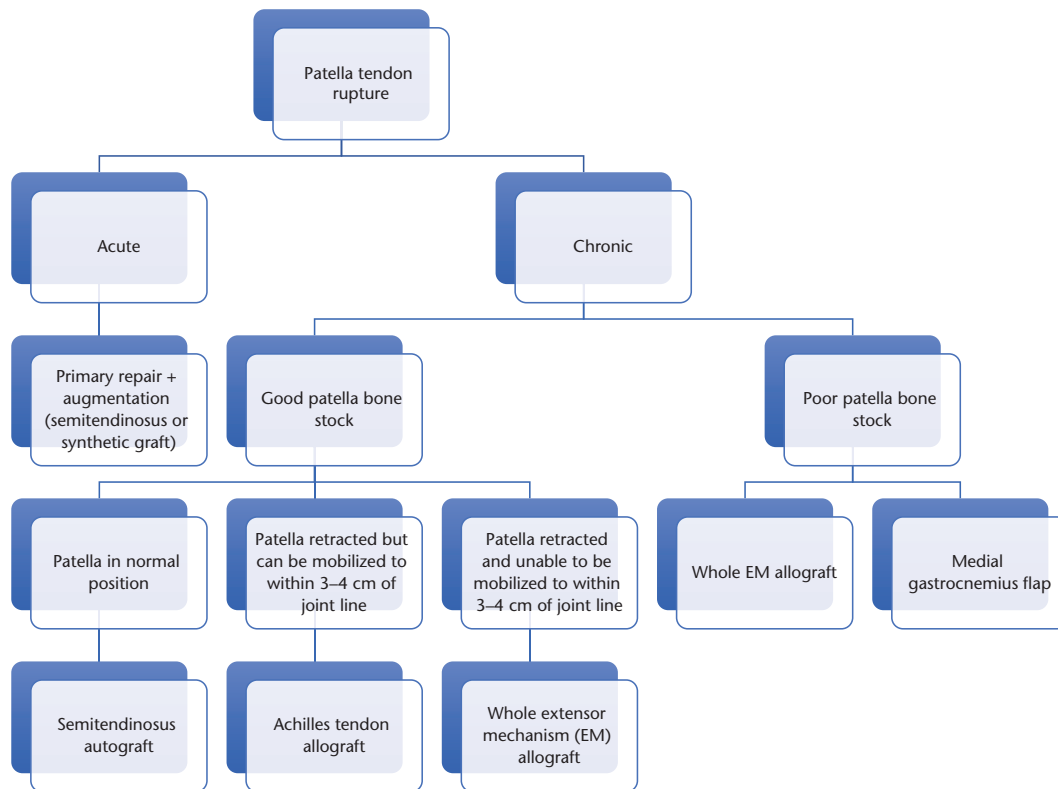 Patella tendon
rupture
Acute
Chronic
Primary repair +
augmentation
(semitendinosus or
synthetic graft)
Good patella bone
stock
Poor patella bone
stock
Patella in normal
position
Patella retracted but
can be mobilized to
within 3–4 cm of
joint line
Patella retracted
and unable to be
mobilized to within
3–4 cm of joint line
Whole EM allograft
Medial
gastrocnemius flap
Semitendinosus
autograft
Achilles tendon
allograft
Whole extensor
mechanism (EM)
allograft